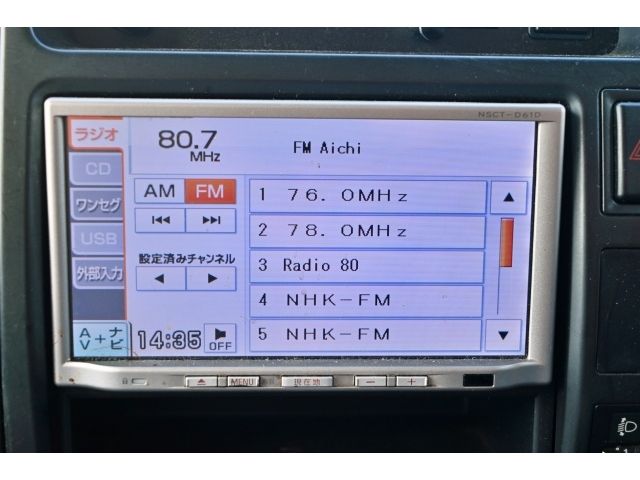 NSCT-D61D
ラジオ
80.7
MHz
FM Aichi
CD
AM FM
1 76.0MHz
ワンセグ
2 78.0MHz
USB
設定済みチャンネル
3 Radio 80
外部入力
4 NHK-FM
AV+ナビ
14:35
OFF
5 NHK-FM
MENU
現在地
− +